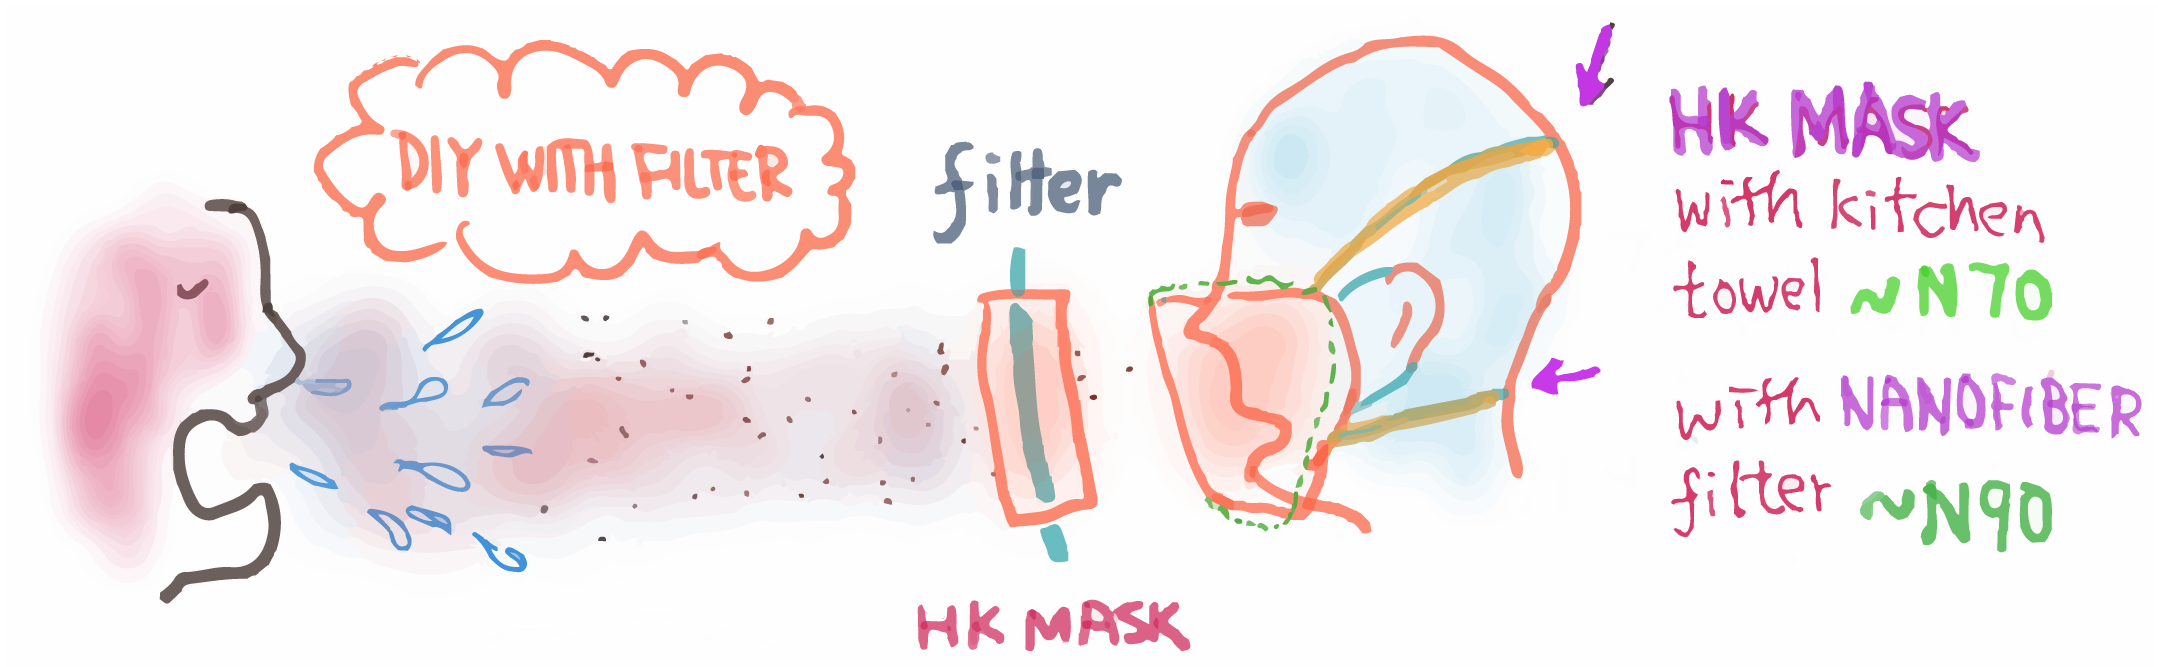 DIY WITH FILTER
filter
HK MASK
HK MASK
with kitchen
towel ~N70
with NANOFIBER
filter ~N90